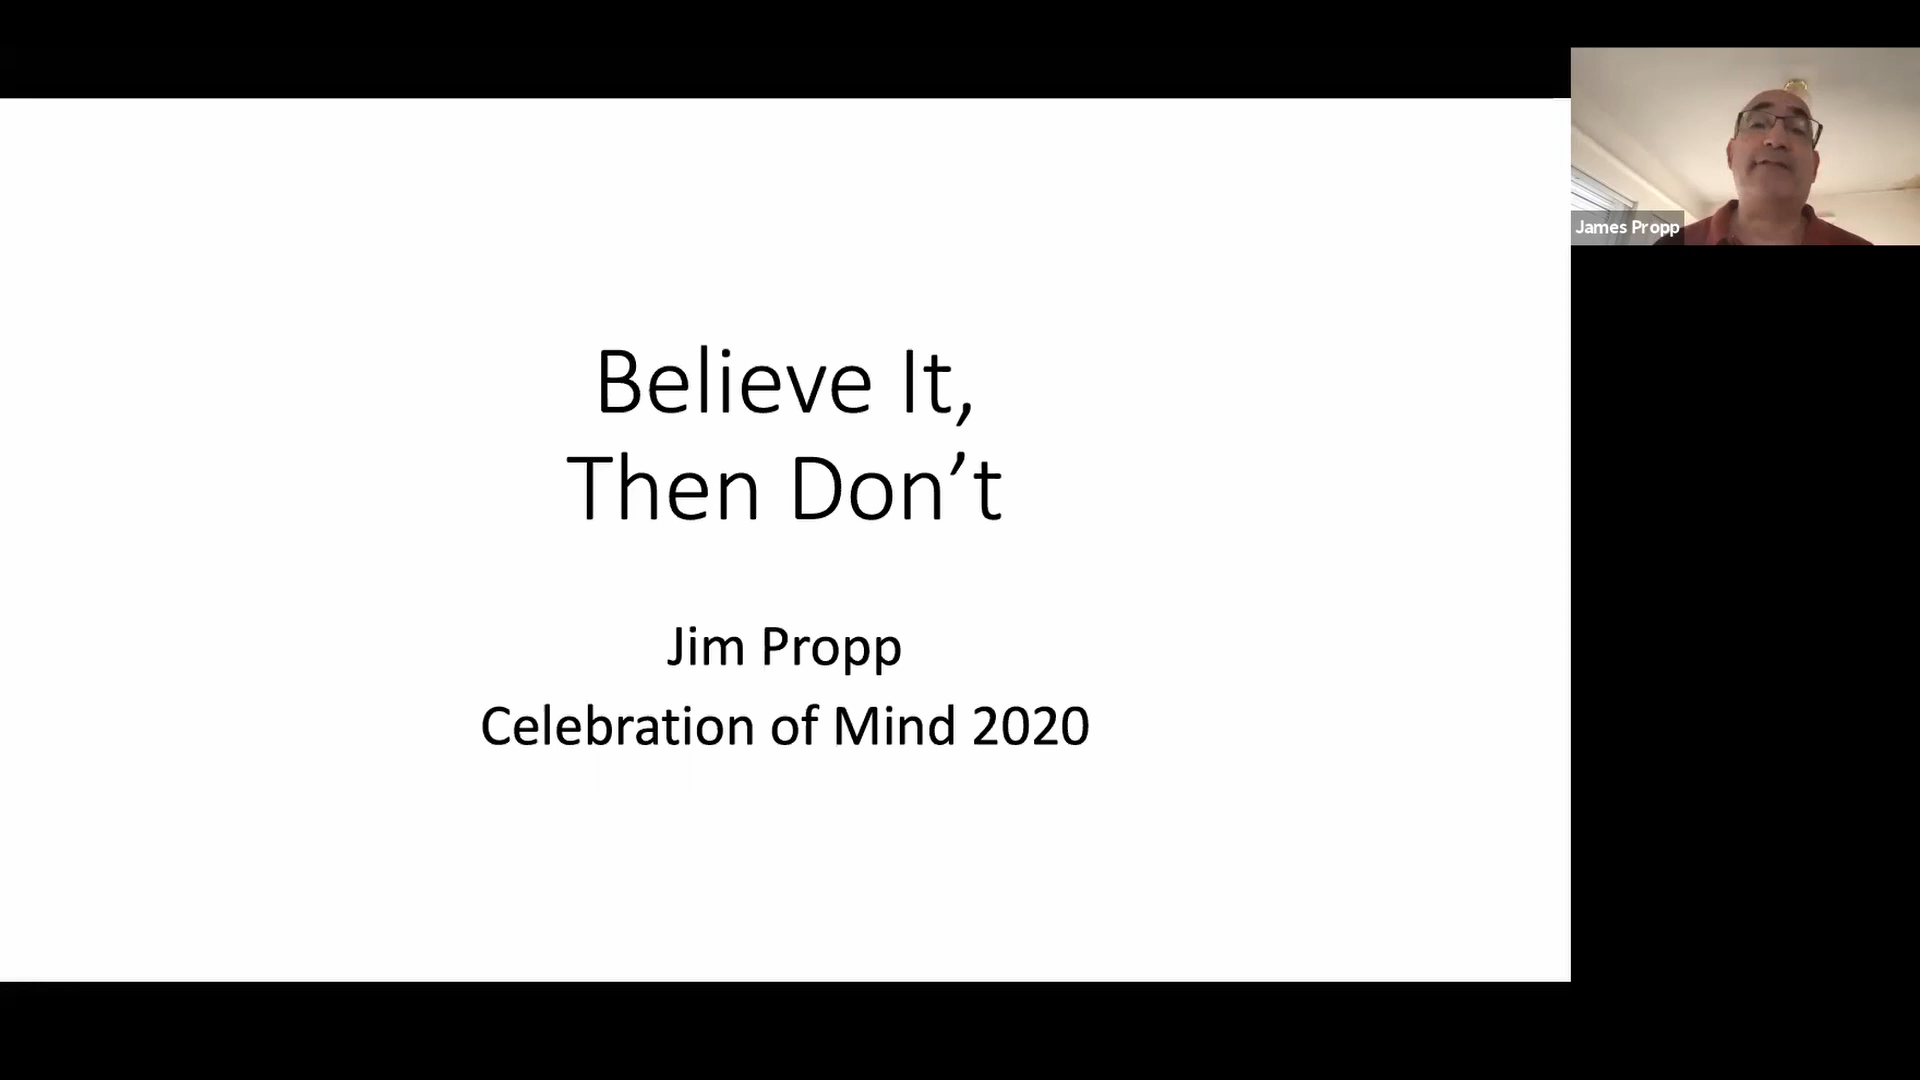 Believe It,
Then Don’t
Jim Propp
Celebration of Mind 2020
James Propp